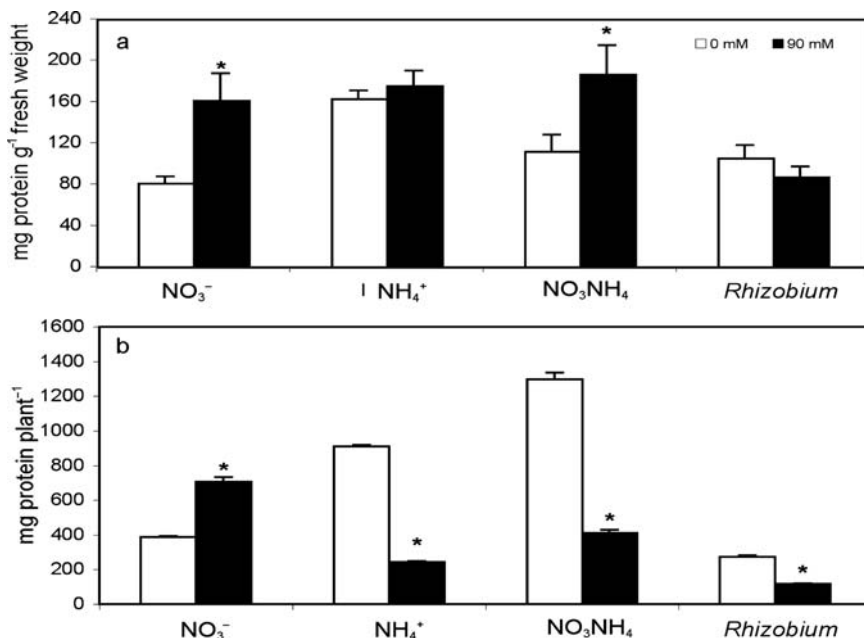 a
*
*
0 mM
90 mM
mg protein g⁻¹ fresh weight
240
200
160
120
80
40
0
NO₃⁻
I NH₄⁺
NO₃NH₄
Rhizobium
b
*
*
*
*
mg protein plant⁻¹
1600
1400
1200
1000
800
600
400
200
0
NO₃⁻
NH₄⁺
NO₃NH₄
Rhizobium